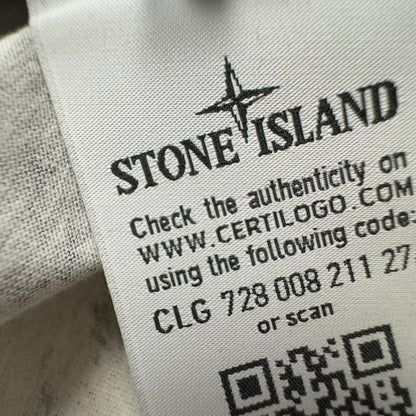 STONE ISLAND
Check the authenticity on
WWW.CERTILOGO.COM
using the following code:
CLG 728 008 211 27
or scan